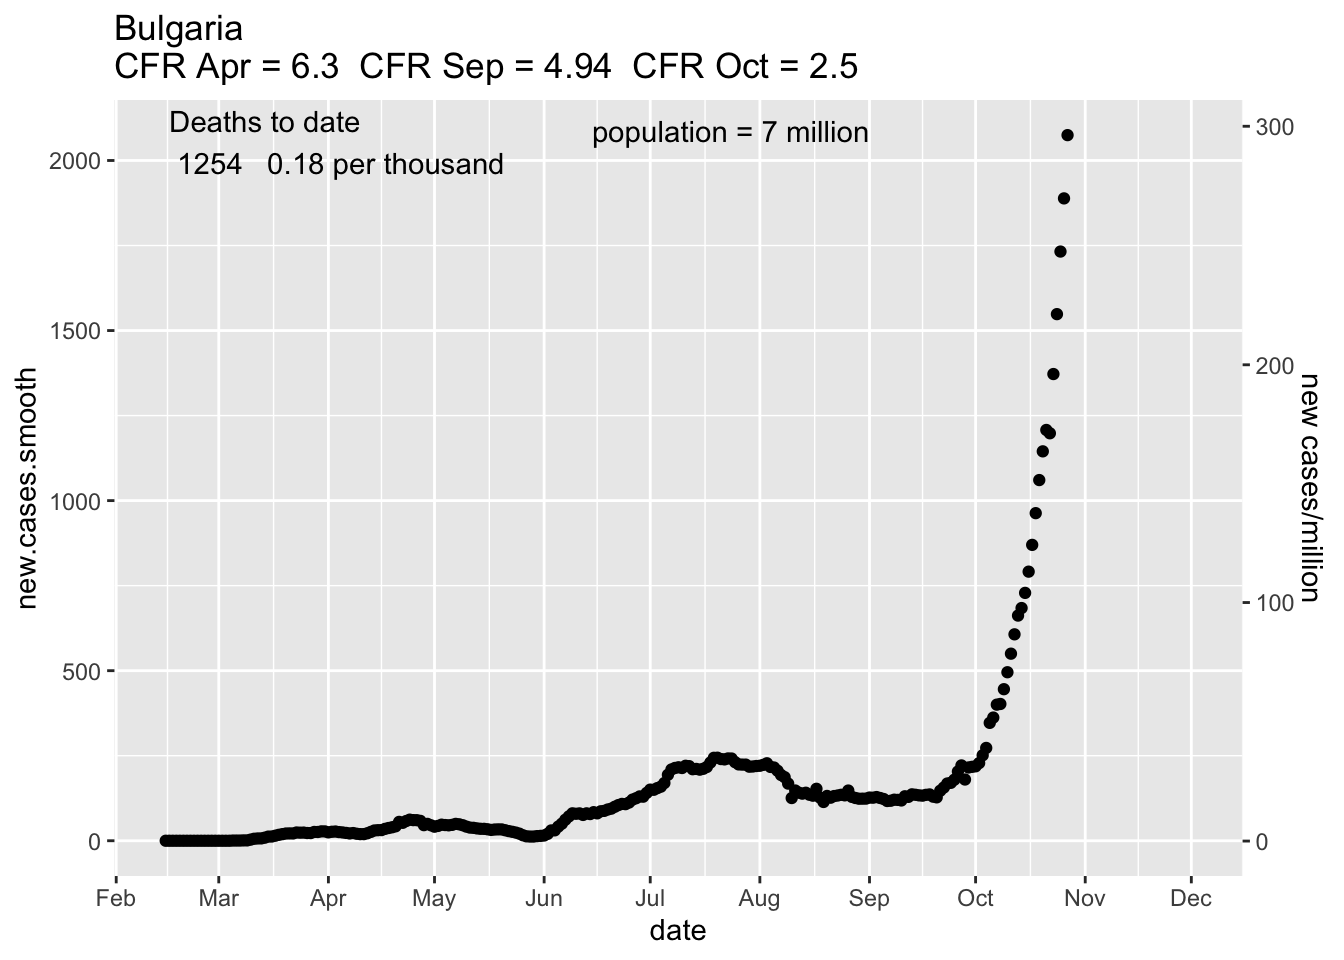 Bulgaria
CFR Apr = 6.3  CFR Sep = 4.94  CFR Oct = 2.5
Deaths to date
1254   0.18 per thousand
population = 7 million
2000
1500
1000
500
0
new.cases.smooth
300
200
100
0
new cases/million
Feb Mar Apr May Jun Jul Aug Sep Oct Nov Dec
date